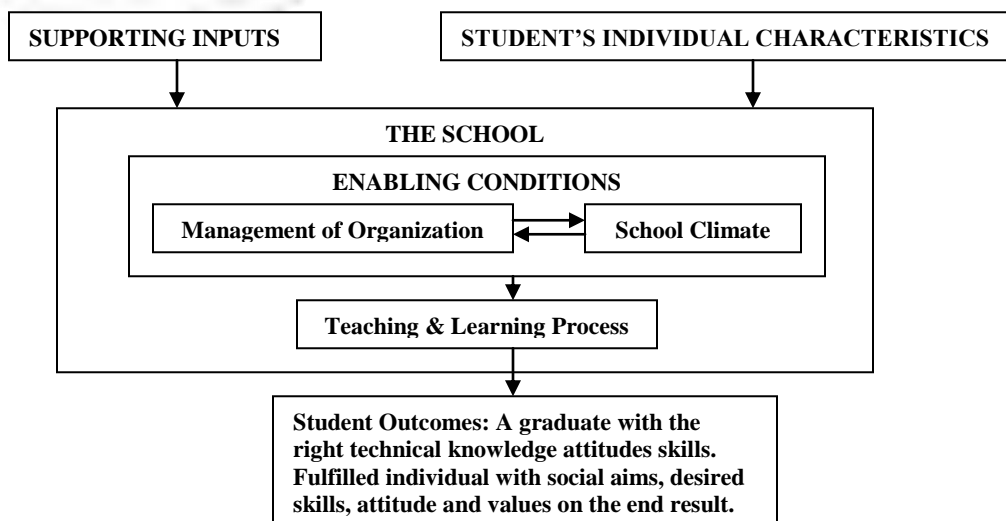 SUPPORTING INPUTS
STUDENT’S INDIVIDUAL CHARACTERISTICS
THE SCHOOL
ENABLING CONDITIONS
Management of Organization
School Climate
Teaching & Learning Process
Student Outcomes: A graduate with the
right technical knowledge attitudes skills.
Fulfilled individual with social aims, desired
skills, attitude and values on the end result.